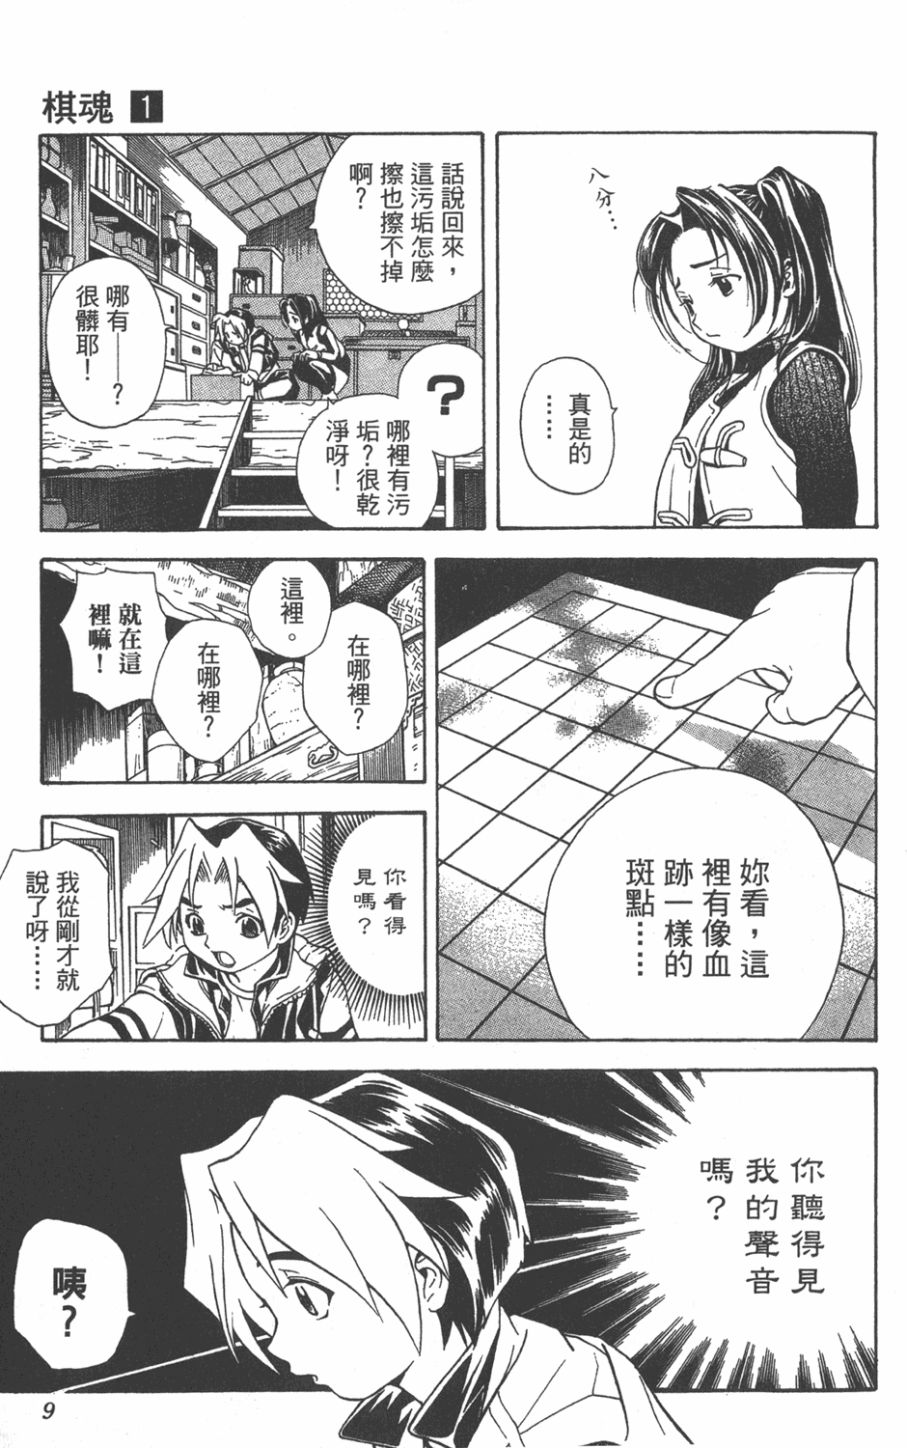 棋魂 1
八分…
真是的
……
話說回來，
這污垢怎麼
擦也擦不掉
啊？
哪有——？
很髒耶！
？
哪裡有污
垢？很乾
淨呀！
妳看，這
裡有像血
跡一樣的
斑點……
這裡。
在哪裡？
在哪裡？
就在這
裡嘛！
你看得
見嗎？
我從剛才就
說了呀……
你聽得見
我的聲音
嗎？
咦？
9